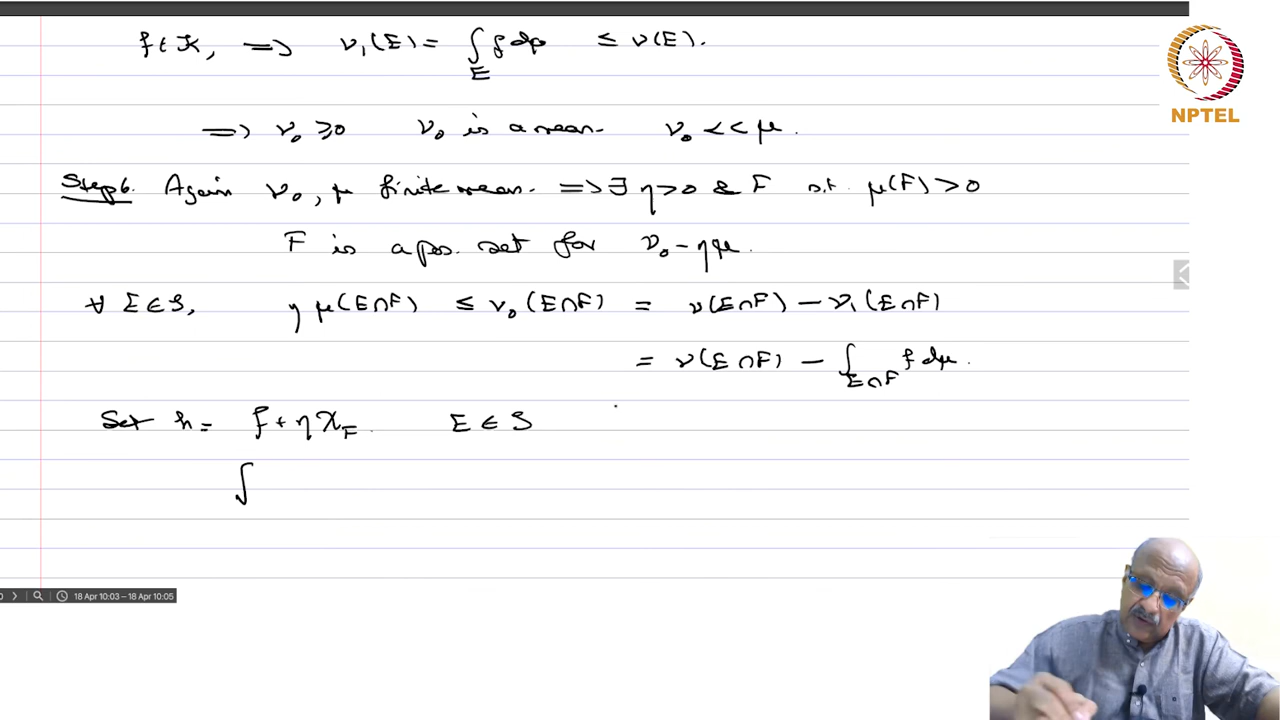 f ∈ K, ⟹ ν₁(E) = ∫_E f dμ ≤ ν(E).
⟹ ν₀ ≥ 0 ν₀ is a meas. ν₀ << μ.
Step 6. Again ν₀, μ finite meas. ⟹ ∃ η>0 & F s.t. μ(F) > 0
F is a pos. set for ν₀ - ημ.
∀ E ∈ S, η μ(E∩F) ≤ ν₀(E∩F) = ν(E∩F) - ν₁(E∩F)
= ν(E∩F) - ∫_{E∩F} f dμ.
Set h = f + η χ_F. E ∈ S
∫
NPTEL
18 Apr 10:03 – 18 Apr 10:05